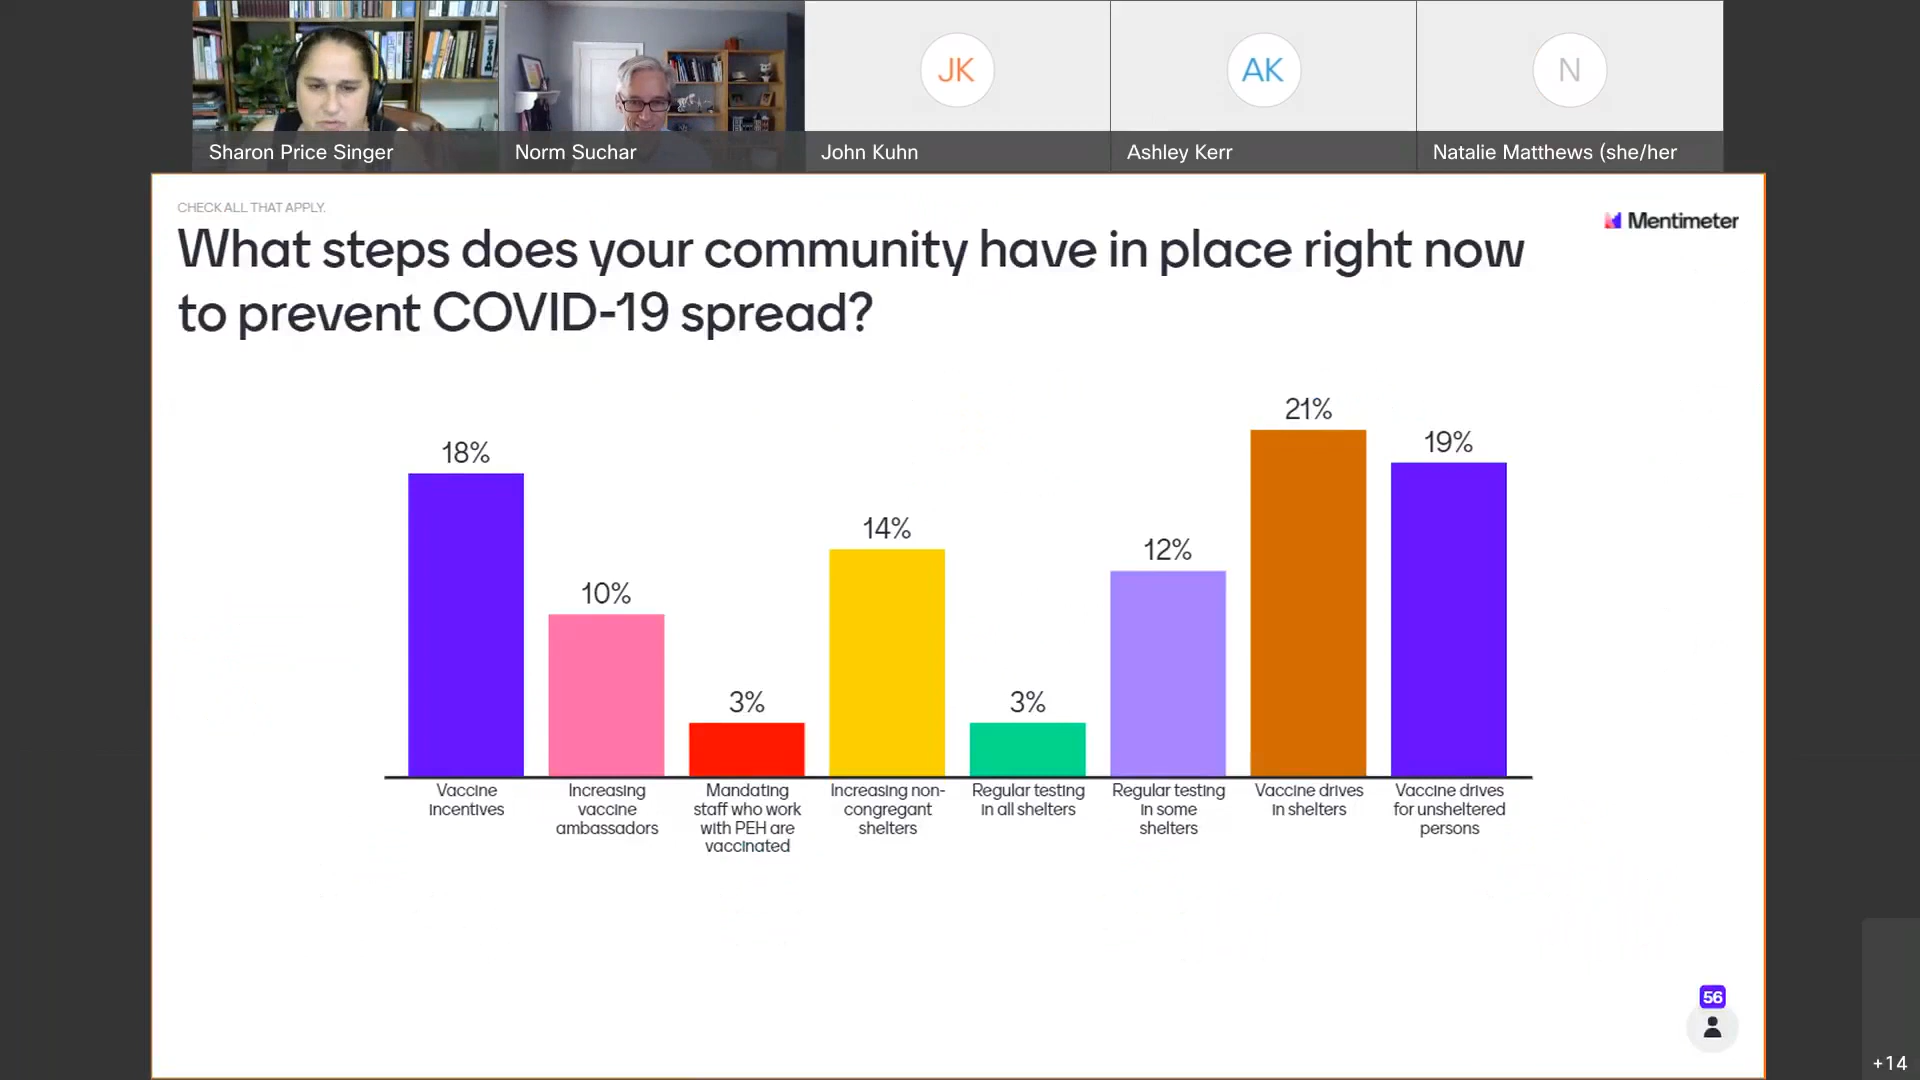 JK
AK
N
Sharon Price Singer
Norm Suchar
John Kuhn
Ashley Kerr
Natalie Matthews (she/her
CHECK ALL THAT APPLY.
Mentimeter
What steps does your community have in place right now
to prevent COVID-19 spread?
18%
10%
3%
14%
3%
12%
21%
19%
Vaccine
incentives
Increasing
vaccine
ambassadors
Mandating
staff who work
with PEH are
vaccinated
Increasing non-
congregant
shelters
Regular testing
in all shelters
Regular testing
in some
shelters
Vaccine drives
in shelters
Vaccine drives
for unsheltered
persons
56
+14